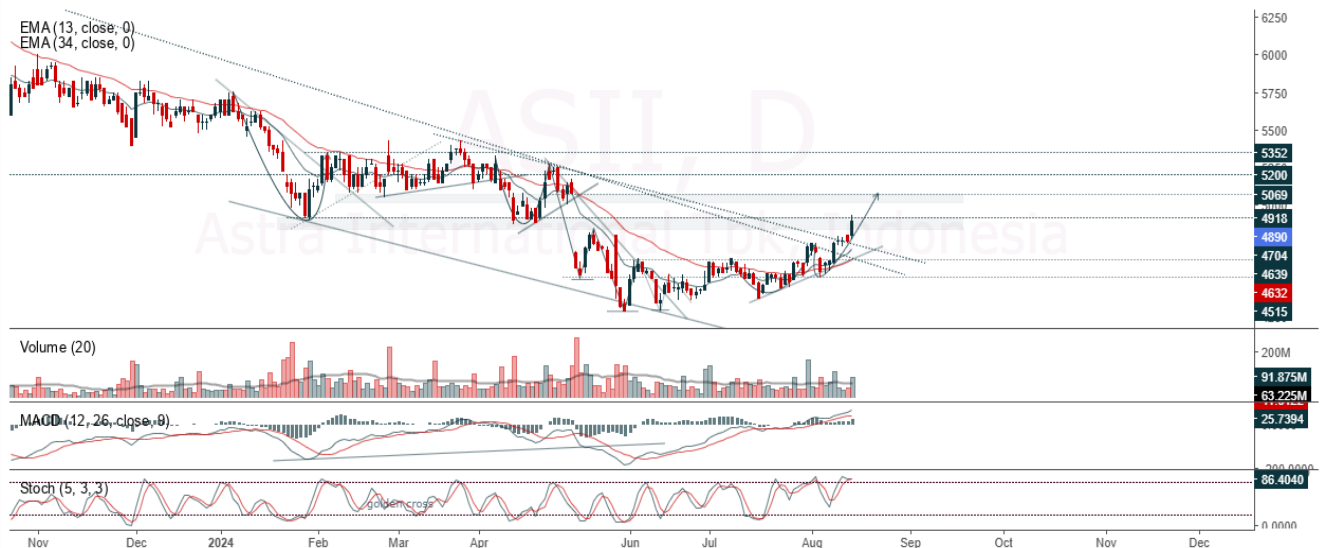 EMA (13, close, 0)
EMA (34, close, 0)
ASII, D
Astra International Tbk, Indonesia
6250
6000
5750
5500
5352
5200
5069
4918
4890
4704
4639
4632
4515
Volume (20)
200M
91.875M
63.225M
MACD (12, 26, close, 9)
25.7394
Stoch (5, 3, 3)
golden cross
86.4040
0.0000
Nov Dec 2024 Feb Mar Apr Jun Jul Aug Sep Oct Nov Dec